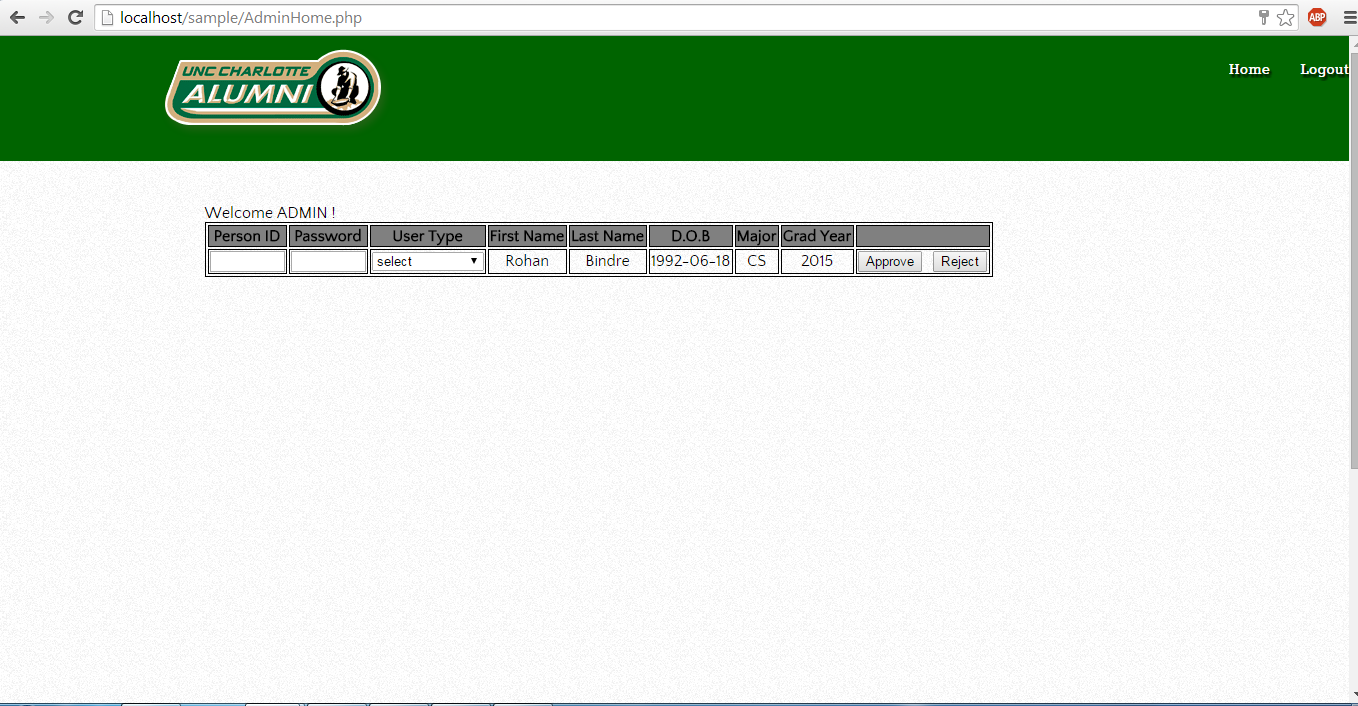 localhost/sample/AdminHome.php
ABP
UNC CHARLOTTE
ALUMNI
Home Logout
Welcome ADMIN !
Person ID Password User Type First Name Last Name D.O.B Major Grad Year
select Rohan Bindre 1992-06-18 CS 2015 Approve Reject